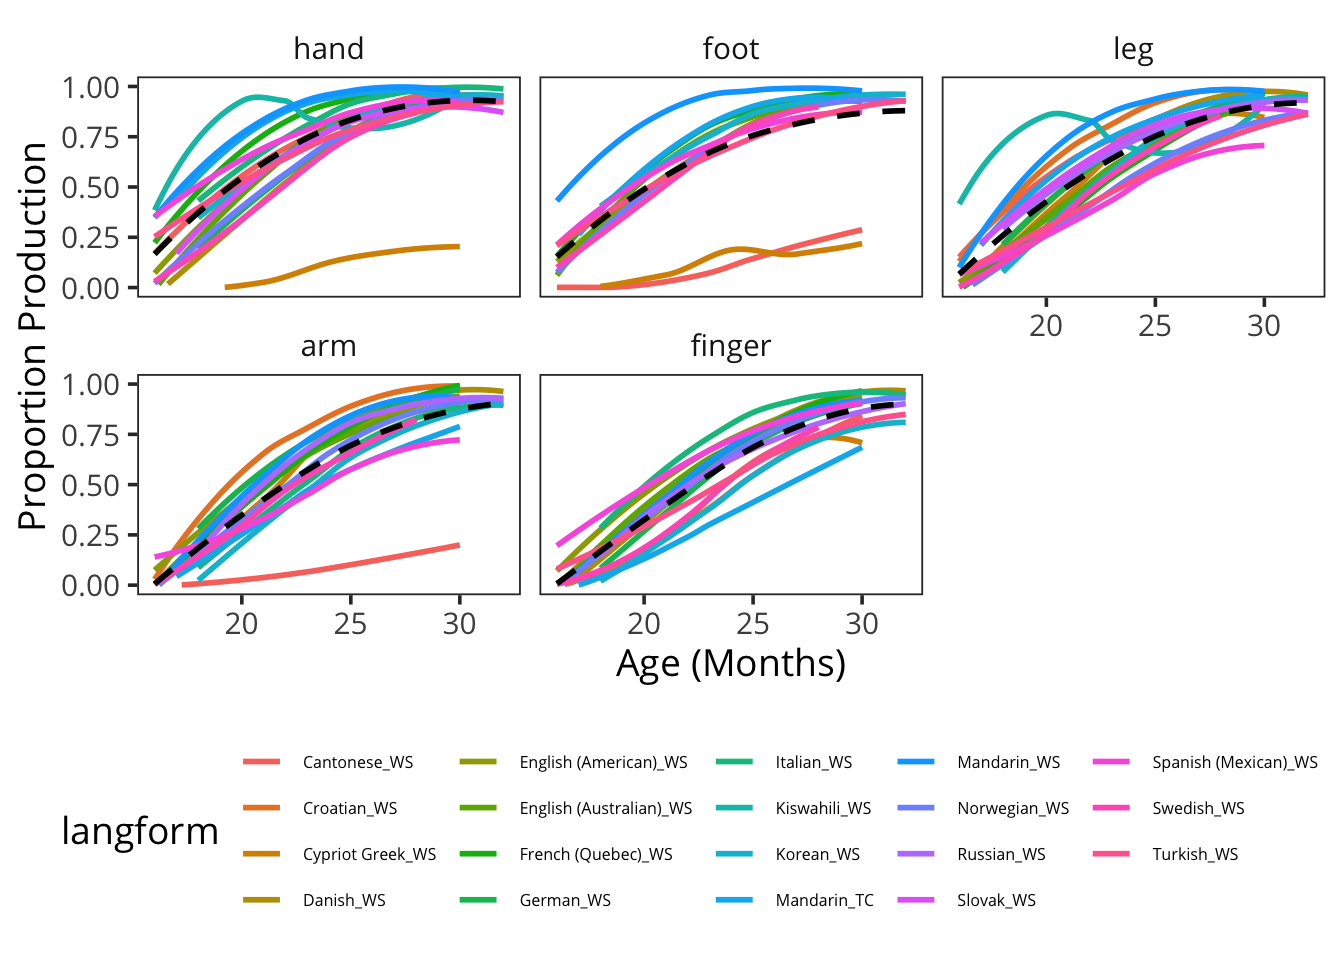 hand foot leg
1.00
0.75
0.50
0.25
0.00
20 25 30
arm finger
1.00
0.75
0.50
0.25
0.00
20 25 30 20 25 30
Proportion Production
Age (Months)
langform
Cantonese_WS English (American)_WS Italian_WS Mandarin_WS Spanish (Mexican)_WS
Croatian_WS English (Australian)_WS Kiswahili_WS Norwegian_WS Swedish_WS
Cypriot Greek_WS French (Quebec)_WS Korean_WS Russian_WS Turkish_WS
Danish_WS German_WS Mandarin_TC Slovak_WS